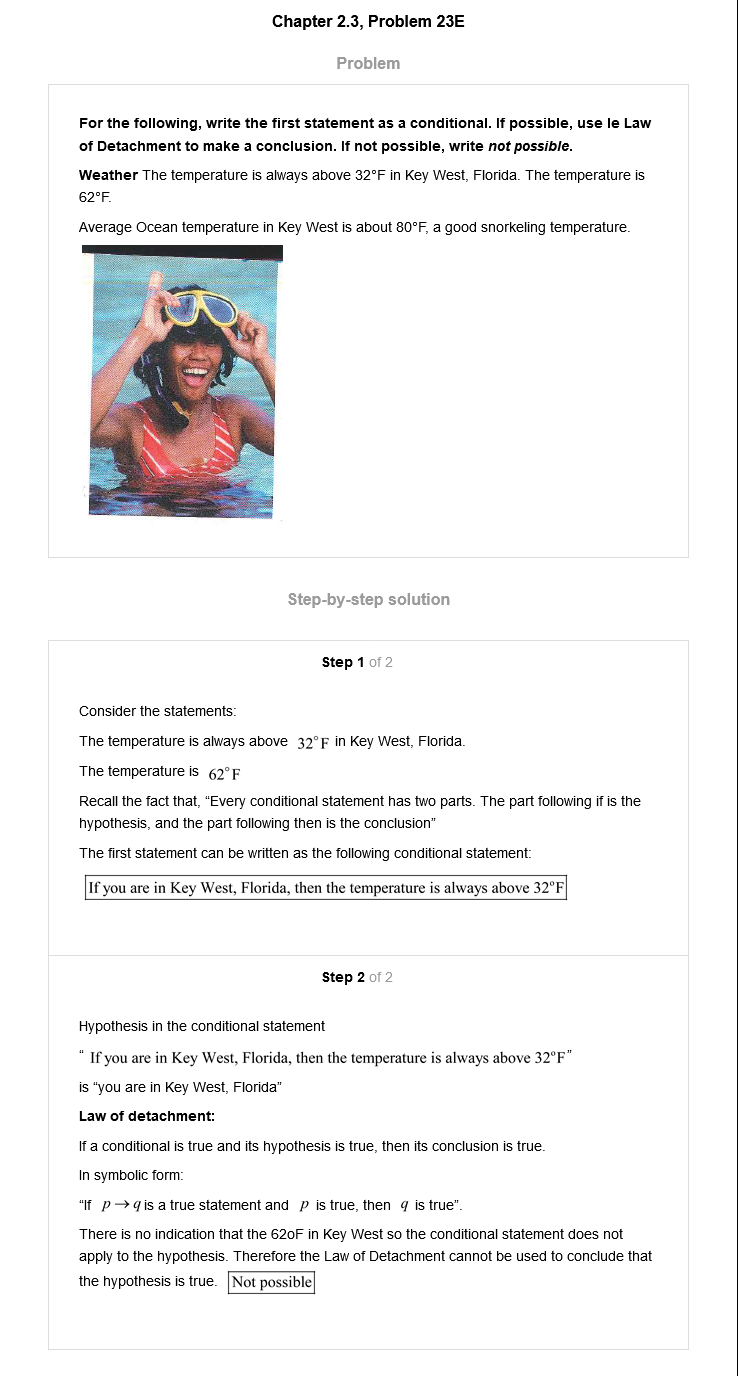 Chapter 2.3, Problem 23E
Problem
For the following, write the first statement as a conditional. If possible, use le Law
of Detachment to make a conclusion. If not possible, write not possible.
Weather The temperature is always above 32°F in Key West, Florida. The temperature is
62°F.
Average Ocean temperature in Key West is about 80°F, a good snorkeling temperature.
Step-by-step solution
Step 1 of 2
Consider the statements:
The temperature is always above 32°F in Key West, Florida.
The temperature is 62°F
Recall the fact that, “Every conditional statement has two parts. The part following if is the
hypothesis, and the part following then is the conclusion”
The first statement can be written as the following conditional statement:
If you are in Key West, Florida, then the temperature is always above 32°F
Step 2 of 2
Hypothesis in the conditional statement
“ If you are in Key West, Florida, then the temperature is always above 32°F”
is “you are in Key West, Florida”
Law of detachment:
If a conditional is true and its hypothesis is true, then its conclusion is true.
In symbolic form:
“If p→q is a true statement and p is true, then q is true”.
There is no indication that the 62oF in Key West so the conditional statement does not
apply to the hypothesis. Therefore the Law of Detachment cannot be used to conclude that
the hypothesis is true. Not possible